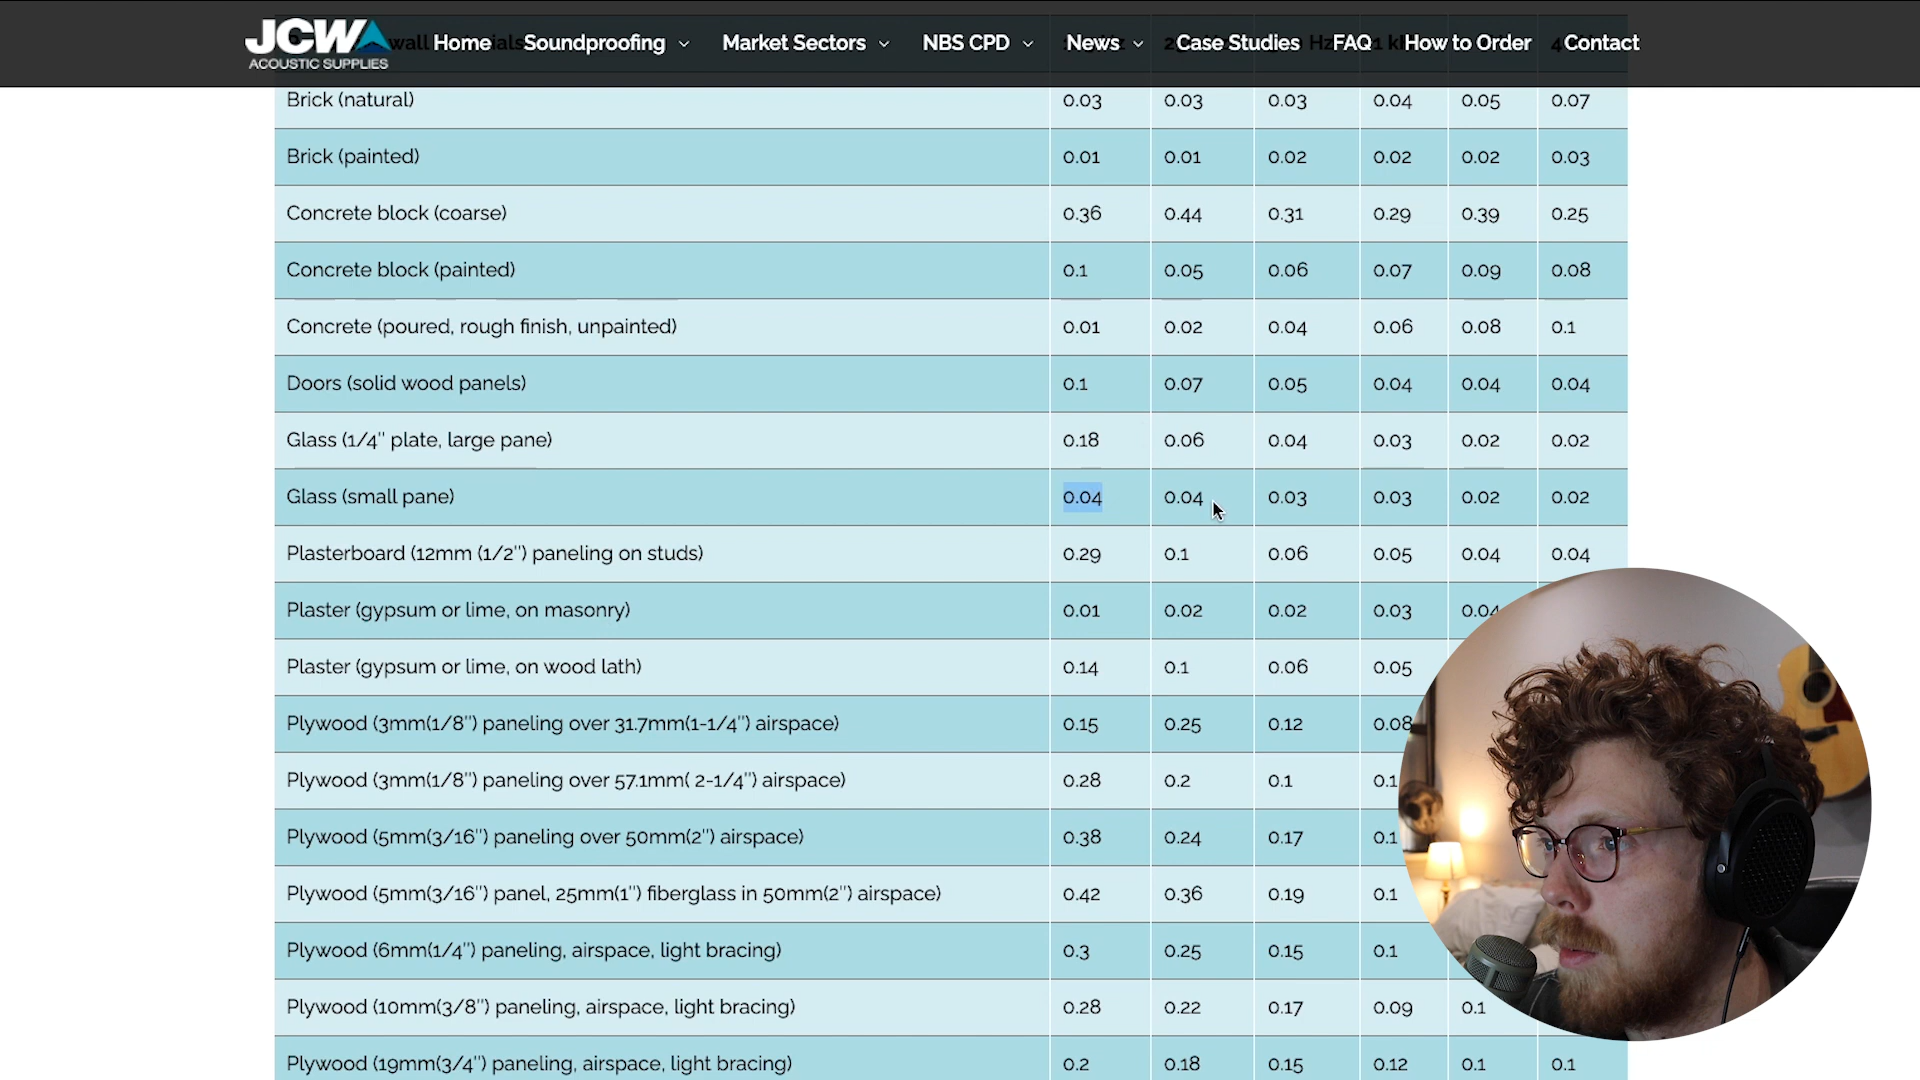 JCW
ACOUSTIC SUPPLIES
Home Soundproofing Market Sectors NBS CPD News Case Studies FAQ How to Order Contact
Brick (natural) 0.03 0.03 0.03 0.04 0.05 0.07
Brick (painted) 0.01 0.01 0.02 0.02 0.02 0.03
Concrete block (coarse) 0.36 0.44 0.31 0.29 0.39 0.25
Concrete block (painted) 0.1 0.05 0.06 0.07 0.09 0.08
Concrete (poured, rough finish, unpainted) 0.01 0.02 0.04 0.06 0.08 0.1
Doors (solid wood panels) 0.1 0.07 0.05 0.04 0.04 0.04
Glass (1/4" plate, large pane) 0.18 0.06 0.04 0.03 0.02 0.02
Glass (small pane) 0.04 0.04 0.03 0.03 0.02 0.02
Plasterboard (12mm (1/2") paneling on studs) 0.29 0.1 0.06 0.05 0.04 0.04
Plaster (gypsum or lime, on masonry) 0.01 0.02 0.02 0.03 0.04
Plaster (gypsum or lime, on wood lath) 0.14 0.1 0.06 0.05
Plywood (3mm(1/8") paneling over 31.7mm(1-1/4") airspace) 0.15 0.25 0.12 0.08
Plywood (3mm(1/8") paneling over 57.1mm( 2-1/4") airspace) 0.28 0.2 0.1 0.1
Plywood (5mm(3/16") paneling over 50mm(2") airspace) 0.38 0.24 0.17 0.1
Plywood (5mm(3/16") panel, 25mm(1") fiberglass in 50mm(2") airspace) 0.42 0.36 0.19 0.1
Plywood (6mm(1/4") paneling, airspace, light bracing) 0.3 0.25 0.15 0.1
Plywood (10mm(3/8") paneling, airspace, light bracing) 0.28 0.22 0.17 0.09 0.1
Plywood (19mm(3/4") paneling, airspace, light bracing) 0.2 0.18 0.15 0.12 0.1 0.1